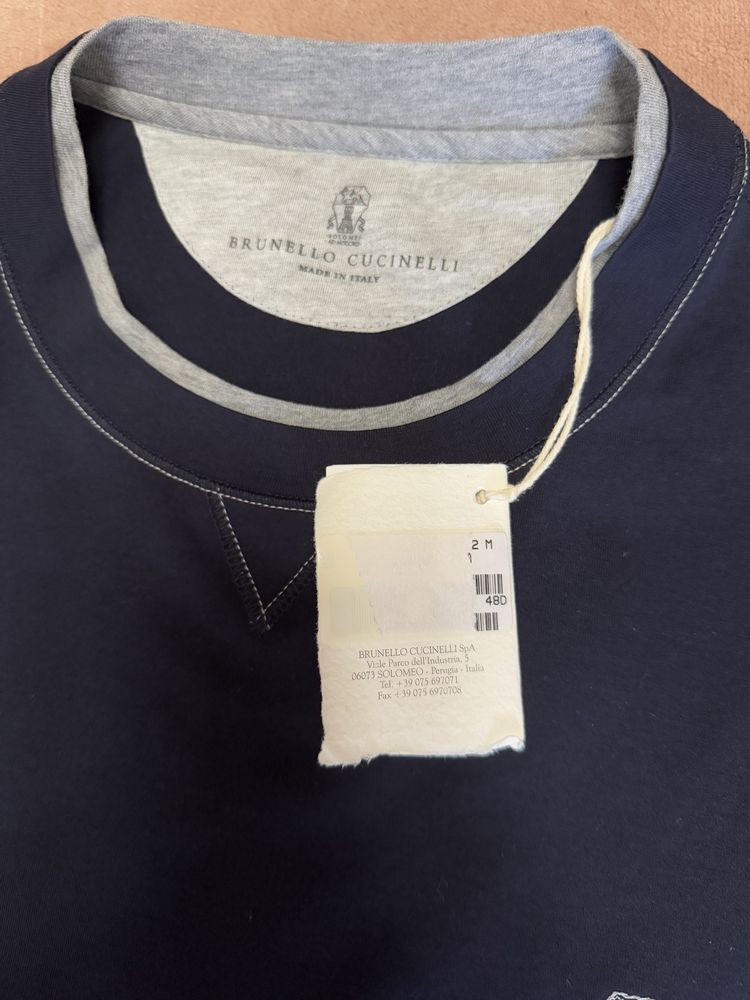 SOLOMEO
BRUNELLO CUCINELLI
MADE IN ITALY
2 M
48D
BRUNELLO CUCINELLI SpA
Viale Parco dell'Industria, 5
06073 SOLOMEO - Perugia - Italia
Tel. +39 075 697071
Fax +39 075 6970708